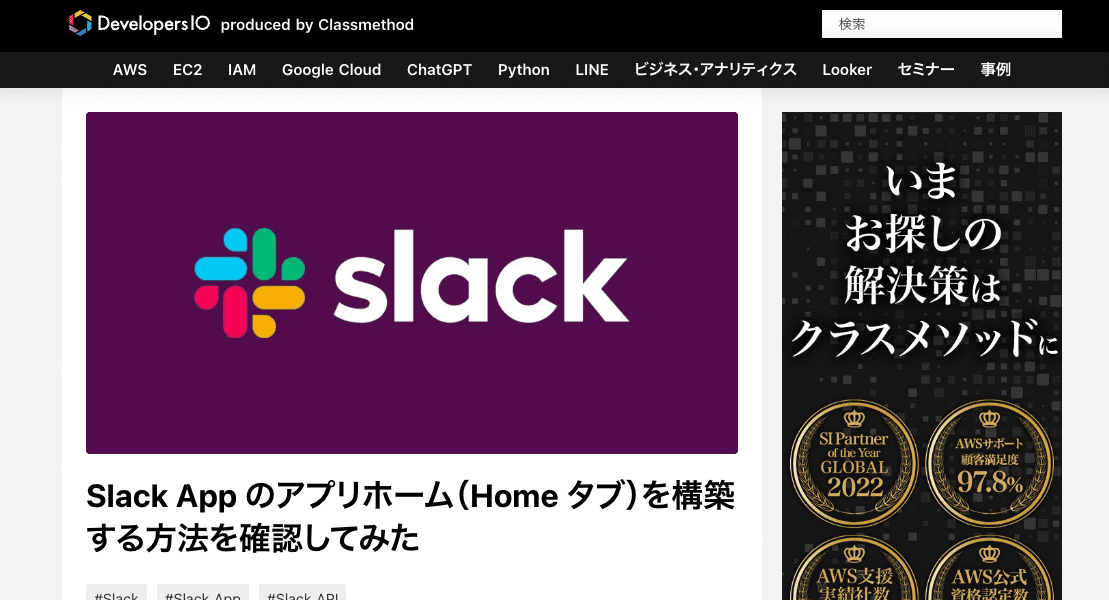 DevelopersIO produced by Classmethod
検索
AWS EC2 IAM Google Cloud ChatGPT Python LINE ビジネス・アナリティクス Looker セミナー 事例
slack
Slack App のアプリホーム（Home タブ）を構築
する方法を確認してみた
#Slack #Slack App #Slack API
いま
お探しの
解決策は
クラスメソッドに
SI Partner
of the Year
GLOBAL
2022
AWSサポート
顧客満足度
97.8%
AWS支援
実績社数
AWS公式
資格認定数